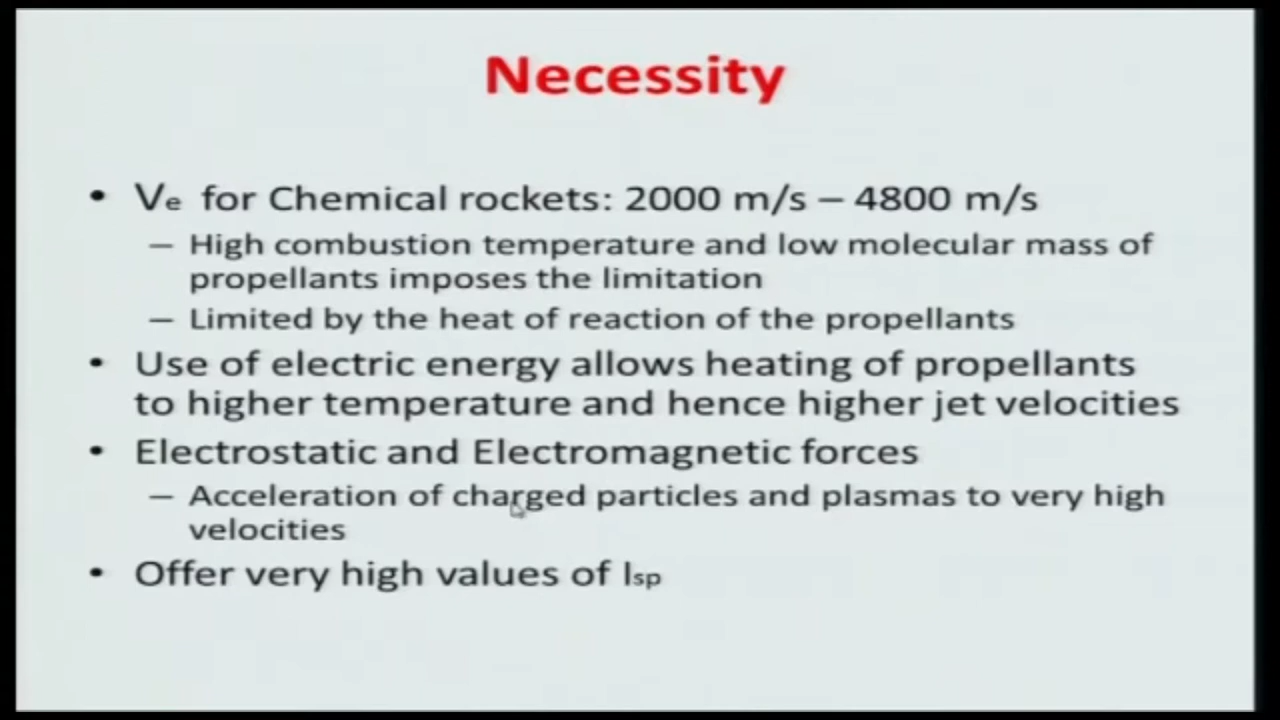 Necessity
• Ve for Chemical rockets: 2000 m/s – 4800 m/s
– High combustion temperature and low molecular mass of
propellants imposes the limitation
– Limited by the heat of reaction of the propellants
• Use of electric energy allows heating of propellants
to higher temperature and hence higher jet velocities
• Electrostatic and Electromagnetic forces
– Acceleration of charged particles and plasmas to very high
velocities
• Offer very high values of Isp